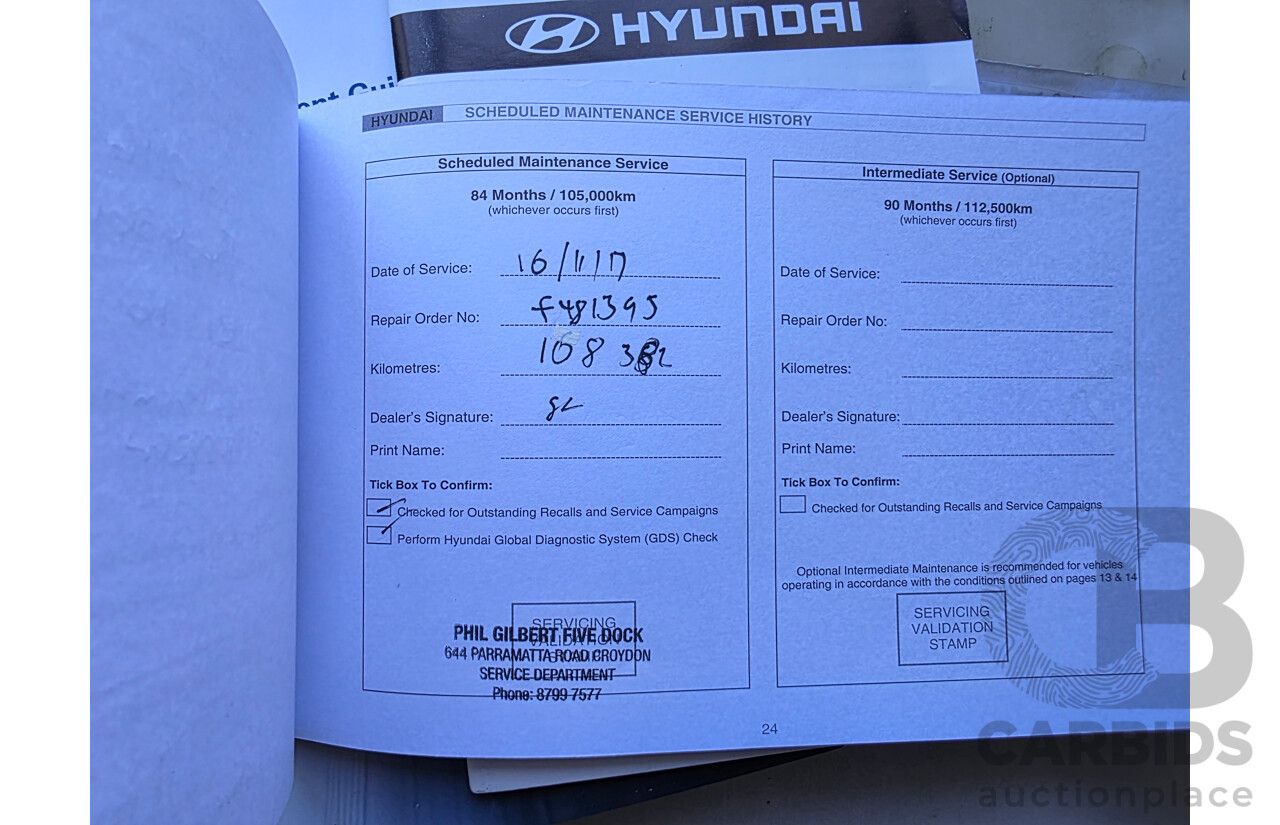 HYUNDAI
HYUNDAI SCHEDULED MAINTENANCE SERVICE HISTORY
Scheduled Maintenance Service
84 Months / 105,000km
(whichever occurs first)
Date of Service: 16/11/17
Repair Order No:
Kilometres: 108
Dealer's Signature:
Print Name:
Tick Box To Confirm:
Checked for Outstanding Recalls and Service Campaigns
Perform Hyundai Global Diagnostic System (GDS) Check
SERVICING
VALIDATION
PHIL GILBERT FIVE DOCK
644 PARRAMATTA ROAD CROYDON
SERVICE DEPARTMENT
Phone: 8799 7577
Intermediate Service (Optional)
90 Months / 112,500km
(whichever occurs first)
Date of Service:
Repair Order No:
Kilometres:
Dealer's Signature:
Print Name:
Tick Box To Confirm:
Checked for Outstanding Recalls and Service Campaigns
Optional Intermediate Maintenance is recommended for vehicles
operating in accordance with the conditions outlined on pages 13 & 14
SERVICING
VALIDATION
STAMP
24
CARBIDS
auctionplace